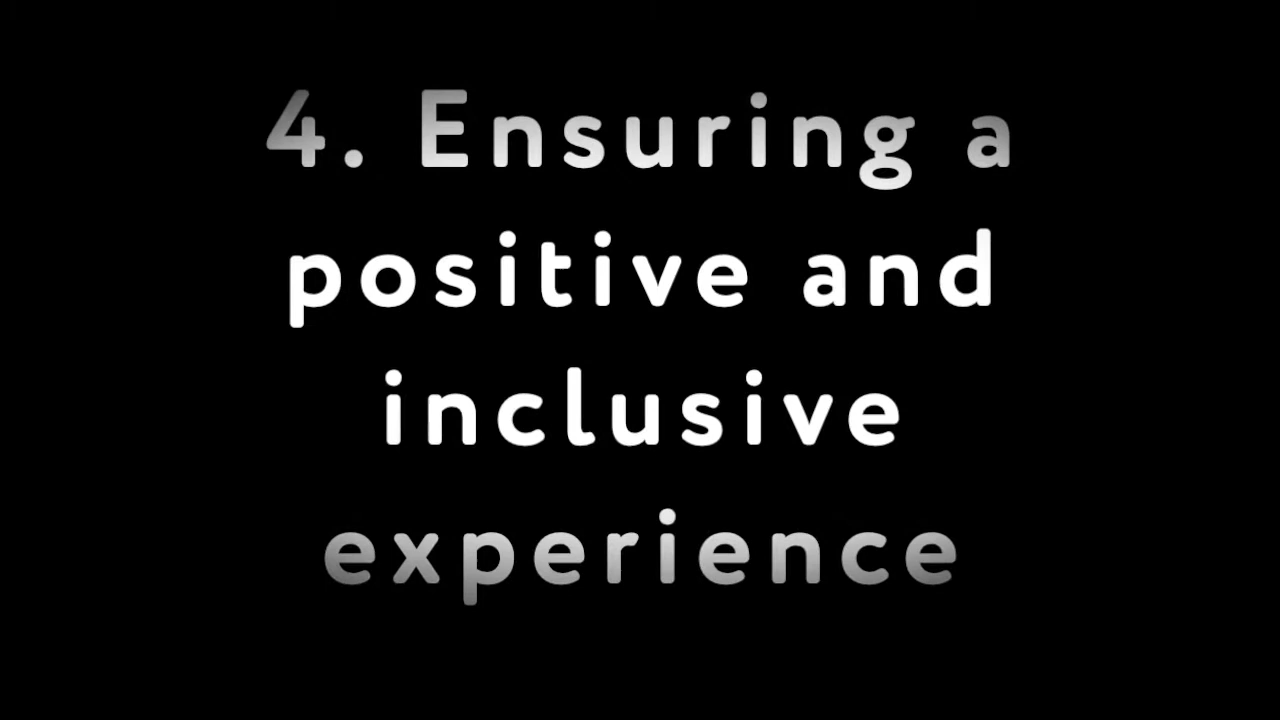 4. Ensuring a
positive and
inclusive
experience